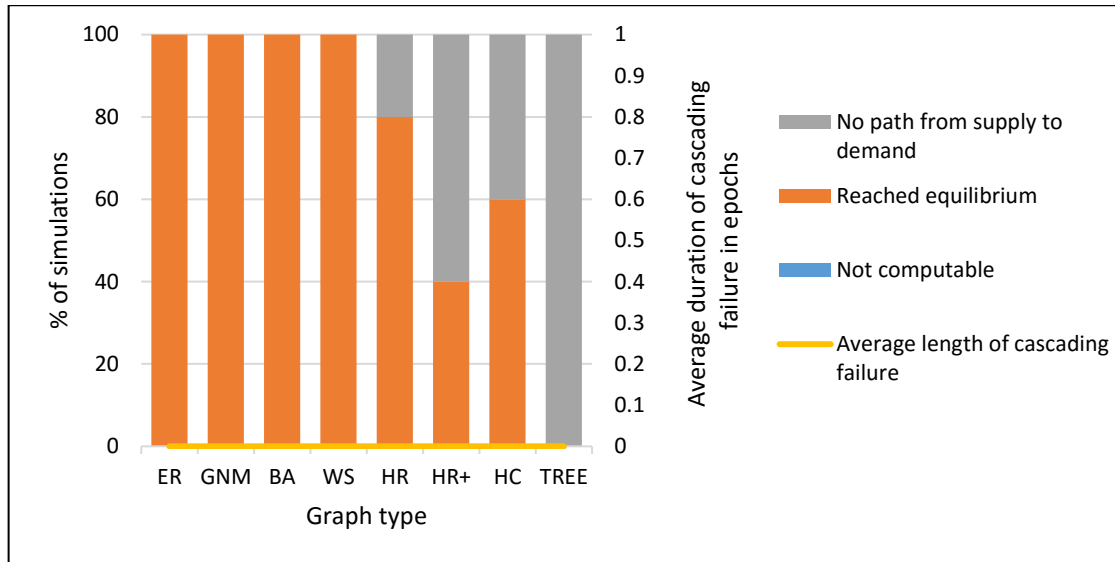 100
80
60
40
20
0
% of simulations
ER GNM BA WS HR HR+ HC TREE
Graph type
1
0.9
0.8
0.7
0.6
0.5
0.4
0.3
0.2
0.1
0
Average duration of cascading
failure in epochs
No path from supply to
demand
Reached equilibrium
Not computable
Average length of cascading
failure